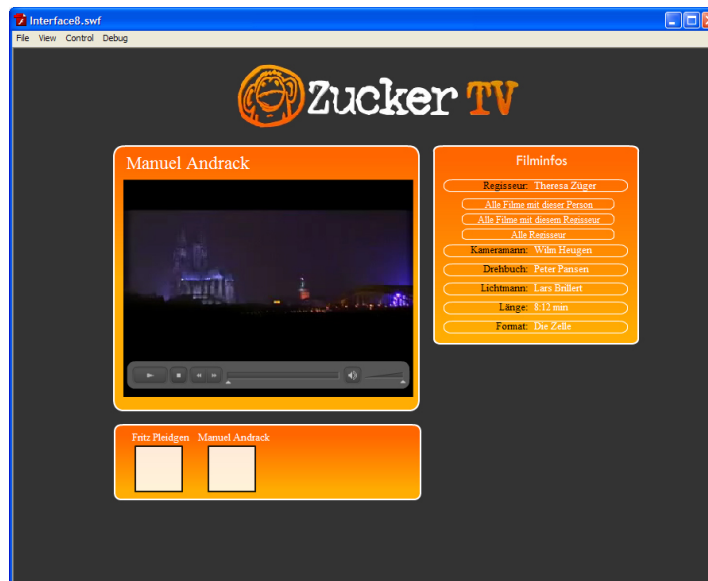 Interface8.swf
File View Control Debug
Zucker TV
Manuel Andrack
Filminfos
Regisseur: Theresa Züger
Alle Filme mit dieser Person
Alle Filme mit diesem Regisseur
Alle Regisseur
Kameramann: Wilm Heugen
Drehbuch: Peter Pansen
Lichtmann: Lars Brillert
Länge: 8:12 min
Format: Die Zelle
Fritz Pleidgen Manuel Andrack